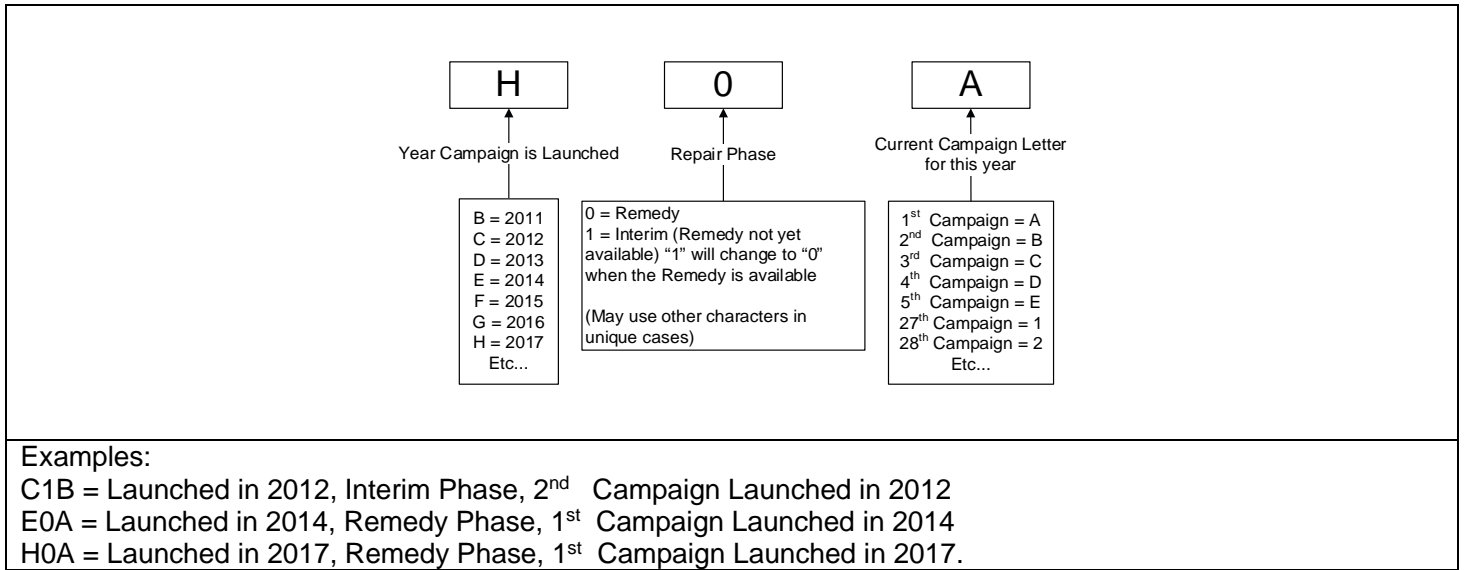 H
0
A
Year Campaign is Launched
Repair Phase
Current Campaign Letter
for this year
B = 2011
C = 2012
D = 2013
E = 2014
F = 2015
G = 2016
H = 2017
Etc...
0 = Remedy
1 = Interim (Remedy not yet
available) “1” will change to “0”
when the Remedy is available
(May use other characters in
unique cases)
1st Campaign = A
2nd Campaign = B
3rd Campaign = C
4th Campaign = D
5th Campaign = E
27th Campaign = 1
28th Campaign = 2
Etc...
Examples:
C1B = Launched in 2012, Interim Phase, 2nd Campaign Launched in 2012
E0A = Launched in 2014, Remedy Phase, 1st Campaign Launched in 2014
H0A = Launched in 2017, Remedy Phase, 1st Campaign Launched in 2017.